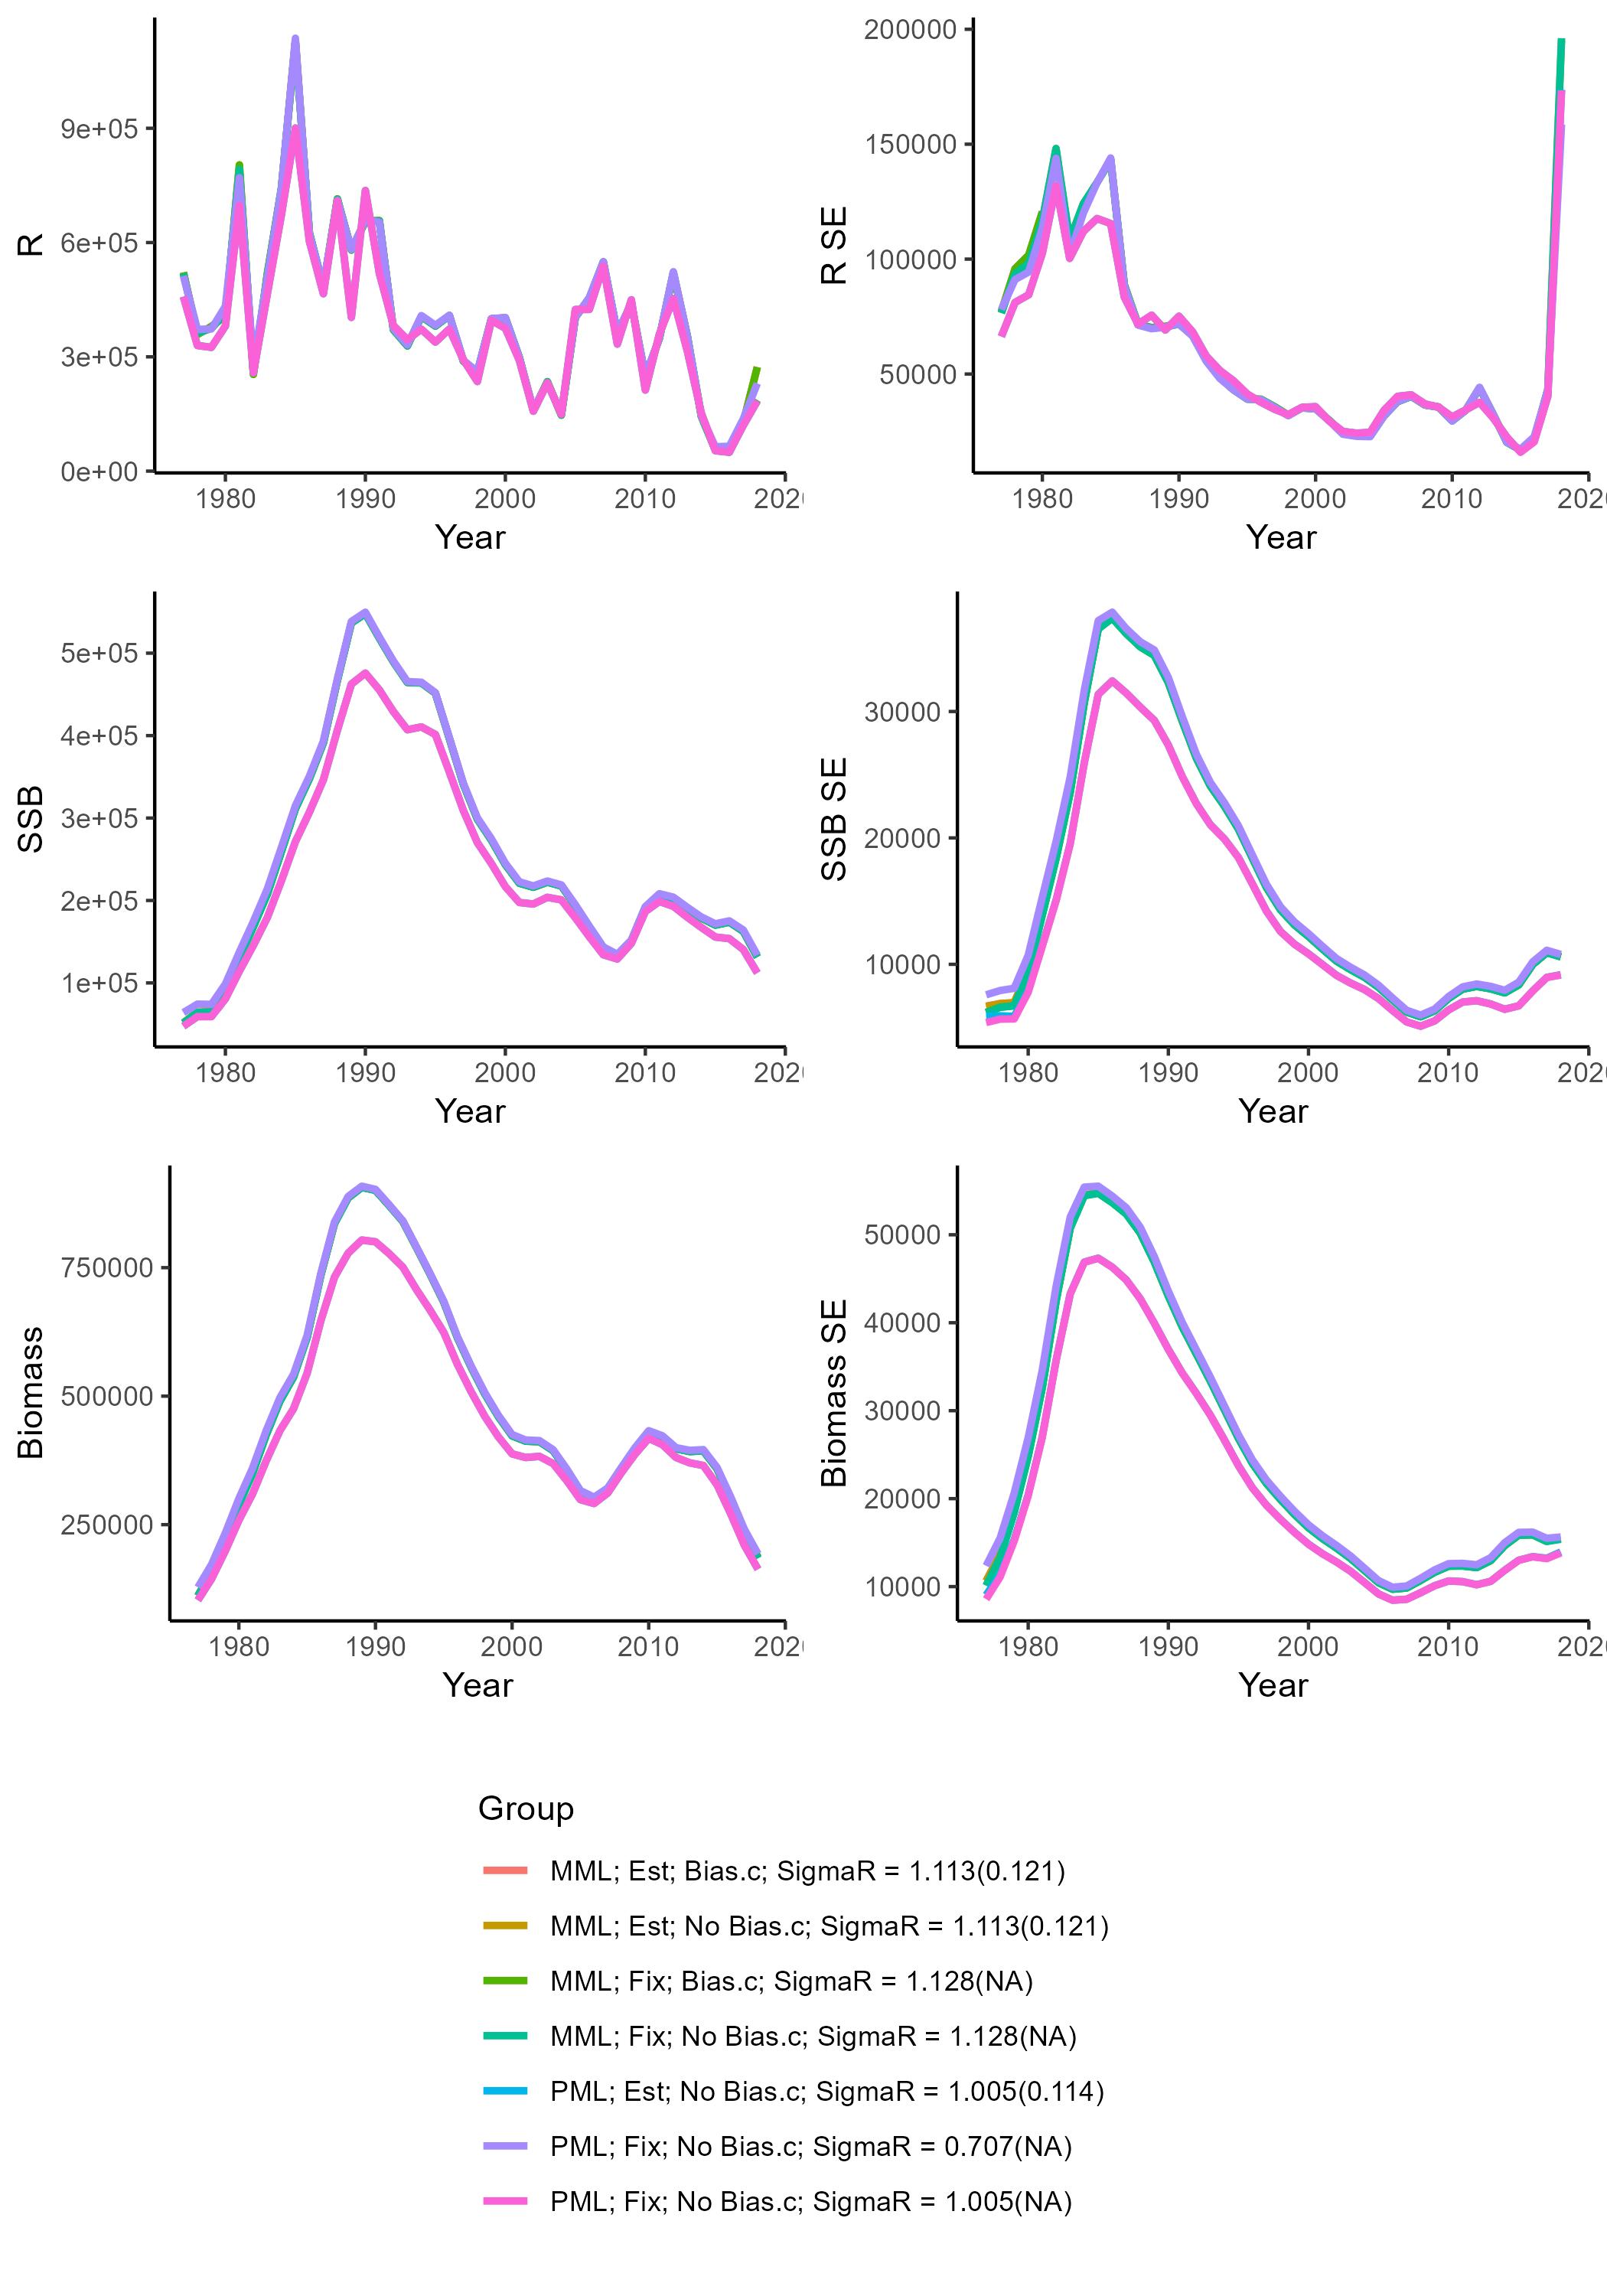 R
9e+05
6e+05
3e+05
0e+00
1980 1990 2000 2010 202
Year
R SE
200000
150000
100000
50000
1980 1990 2000 2010 202
Year
SSB
5e+05
4e+05
3e+05
2e+05
1e+05
1980 1990 2000 2010 202
Year
SSB SE
30000
20000
10000
1980 1990 2000 2010 202
Year
Biomass
750000
500000
250000
1980 1990 2000 2010 202
Year
Biomass SE
50000
40000
30000
20000
10000
1980 1990 2000 2010 202
Year
Group
MML; Est; Bias.c; SigmaR = 1.113(0.121)
MML; Est; No Bias.c; SigmaR = 1.113(0.121)
MML; Fix; Bias.c; SigmaR = 1.128(NA)
MML; Fix; No Bias.c; SigmaR = 1.128(NA)
PML; Est; No Bias.c; SigmaR = 1.005(0.114)
PML; Fix; No Bias.c; SigmaR = 0.707(NA)
PML; Fix; No Bias.c; SigmaR = 1.005(NA)